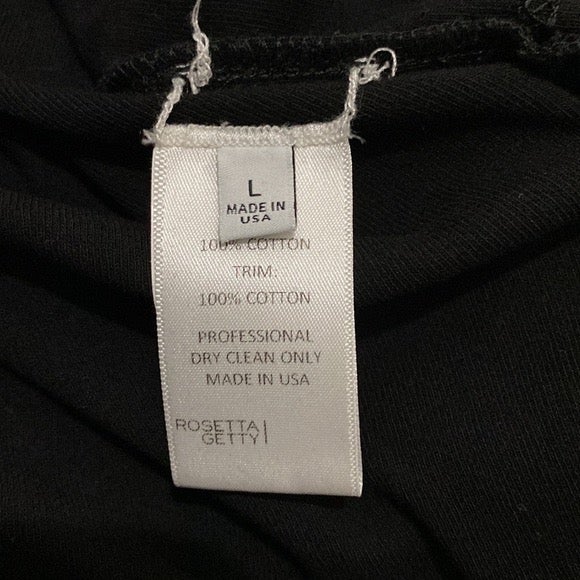 L
MADE IN
USA
100% COTTON
TRIM:
100% COTTON
PROFESSIONAL
DRY CLEAN ONLY
MADE IN USA
ROSETTA
GETTY